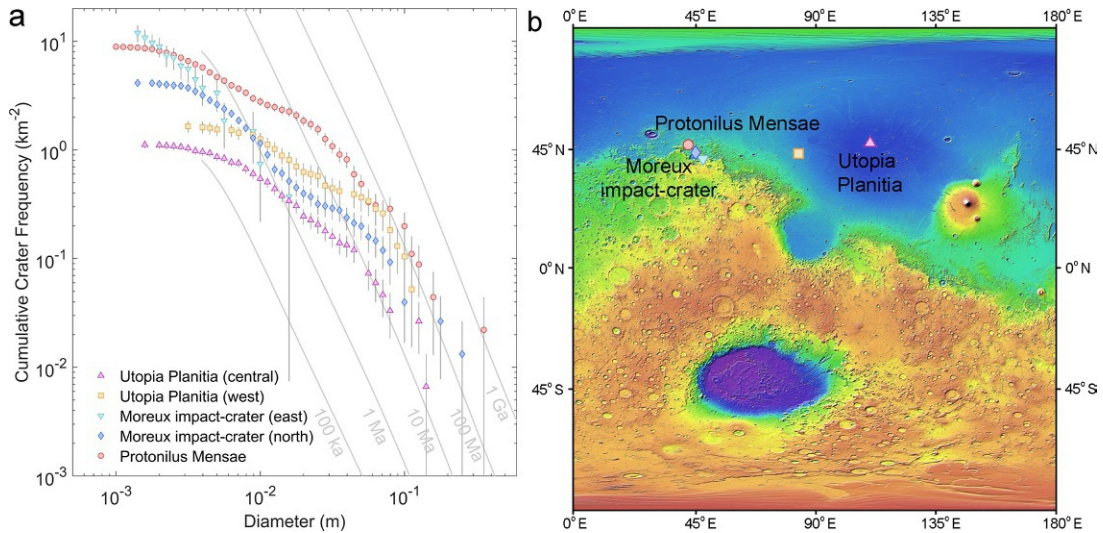 a
Cumulative Crater Frequency (km-2)
10^1
10^0
10^-1
10^-2
10^-3
10^-3
10^-2
10^-1
Diameter (m)
Utopia Planitia (central)
Utopia Planitia (west)
Moreux impact-crater (east)
Moreux impact-crater (north)
Protonilus Mensae
100 ka
1 Ma
10 Ma
100 Ma
1 Ga
b
0°E 45°E 90°E 135°E 180°E
45°N
0°N
45°S
45°N
0°N
45°S
0°E 45°E 90°E 135°E 180°E
Protonilus Mensae
Moreux
impact-crater
Utopia
Planitia